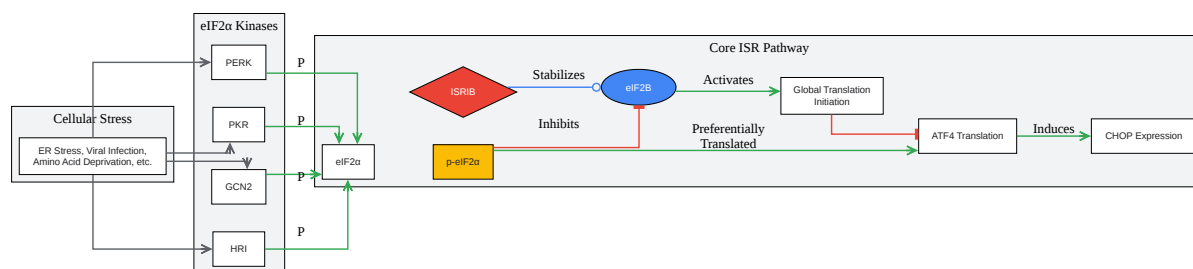 eIF2α Kinases
PERK
P
Core ISR Pathway
ISRIB
Stabilizes
eIF2B
Activates
Global Translation
Initiation
Cellular Stress
ER Stress, Viral Infection,
Amino Acid Deprivation, etc.
PKR
P
Inhibits
Preferentially
Translated
ATF4 Translation
Induces
CHOP Expression
eIF2α
p-eIF2α
GCN2
P
HRI
P